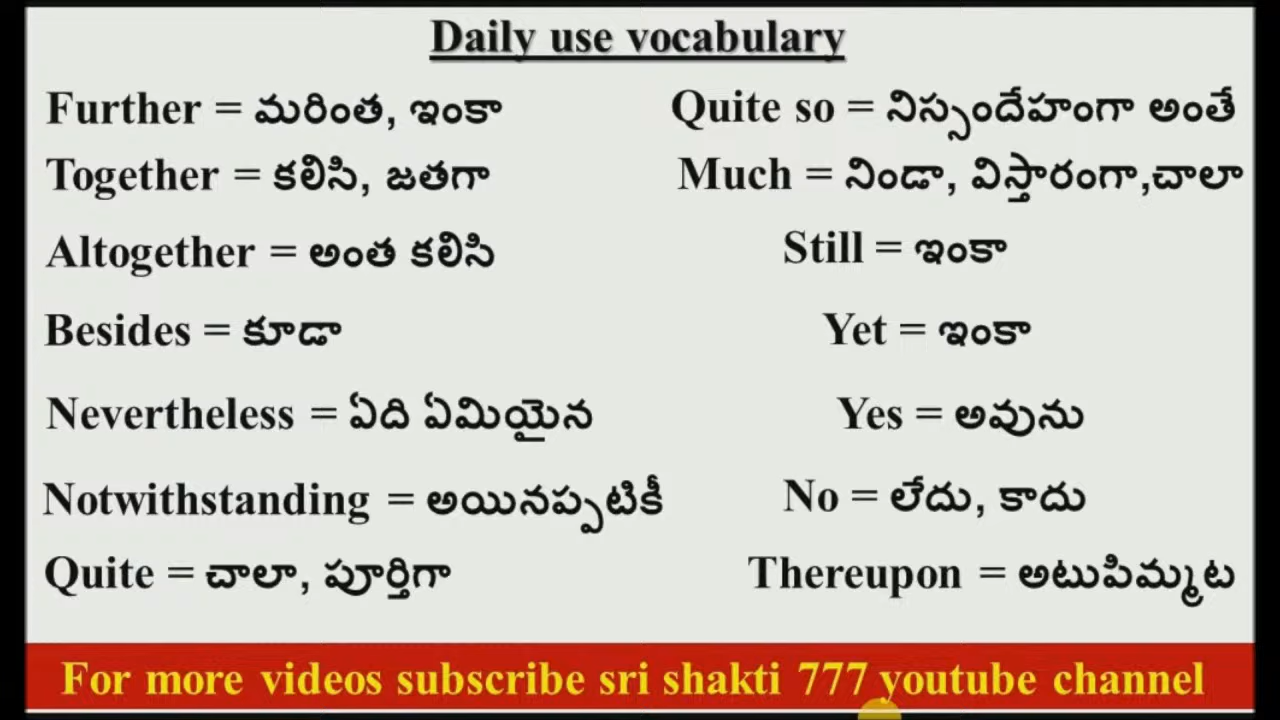 Daily use vocabulary
Further = మరింత, ఇంకా
Together = కలిసి, జతగా
Altogether = అంత కలిసి
Besides = కూడా
Nevertheless = ఏది ఏమియైన
Notwithstanding = అయినప్పటికీ
Quite = చాలా, పూర్తిగా
Quite so = నిస్సందేహంగా అంతే
Much = నిండా, విస్తారంగా,చాలా
Still = ఇంకా
Yet = ఇంకా
Yes = అవును
No = లేదు, కాదు
Thereupon = అటుపిమ్మట
For more videos subscribe sri shakti 777 youtube channel